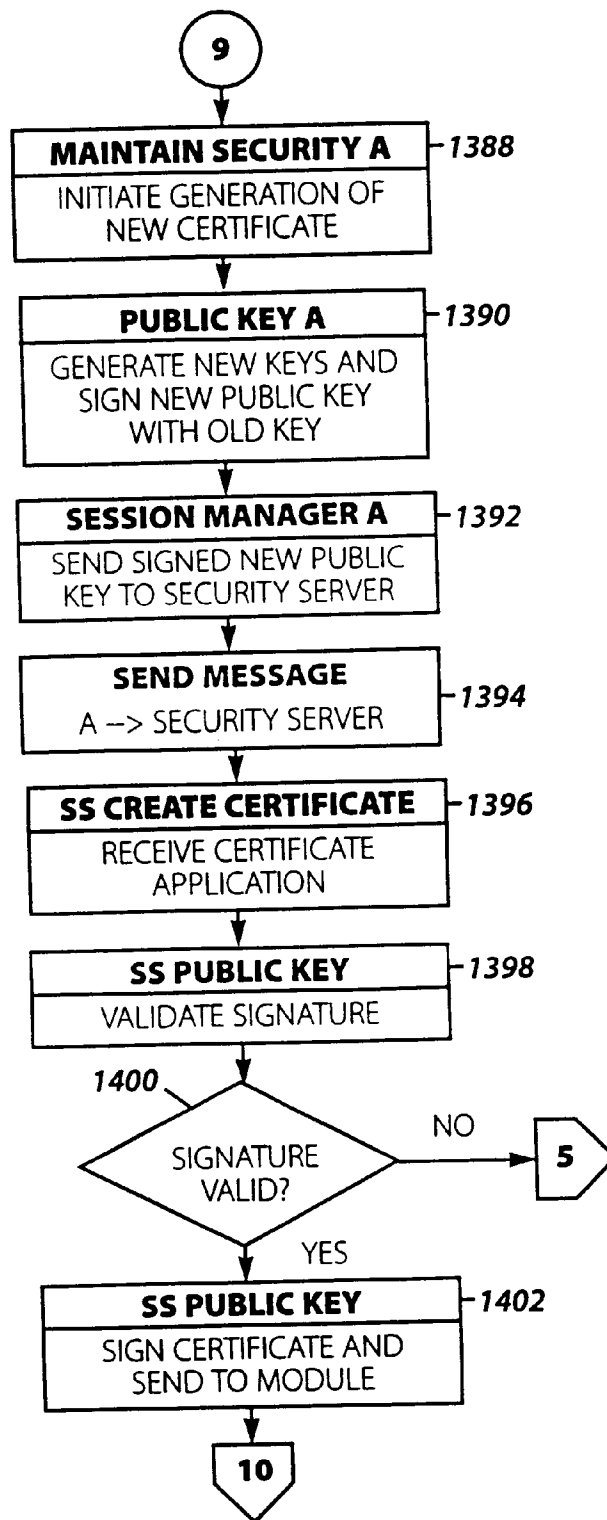 9
MAINTAIN SECURITY A
1388
INITIATE GENERATION OF
NEW CERTIFICATE
PUBLIC KEY A
1390
GENERATE NEW KEYS AND
SIGN NEW PUBLIC KEY
WITH OLD KEY
SESSION MANAGER A
1392
SEND SIGNED NEW PUBLIC
KEY TO SECURITY SERVER
SEND MESSAGE
1394
A --> SECURITY SERVER
SS CREATE CERTIFICATE
1396
RECEIVE CERTIFICATE
APPLICATION
SS PUBLIC KEY
1398
VALIDATE SIGNATURE
1400
SIGNATURE
VALID?
NO
5
YES
SS PUBLIC KEY
1402
SIGN CERTIFICATE AND
SEND TO MODULE
10